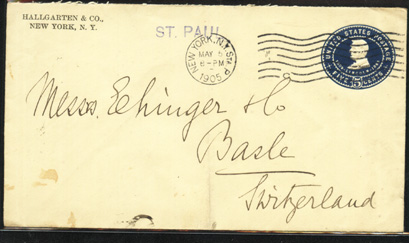 HALLGARTEN & CO.,
NEW YORK, N. Y.
ST. PAUL
NEW YORK, N.Y. STA. P
MAY 5
6-PM
1905
UNITED STATES POSTAGE
FIVE 5 CENTS
Messrs Ehinger & Co
Basle
Switzerland